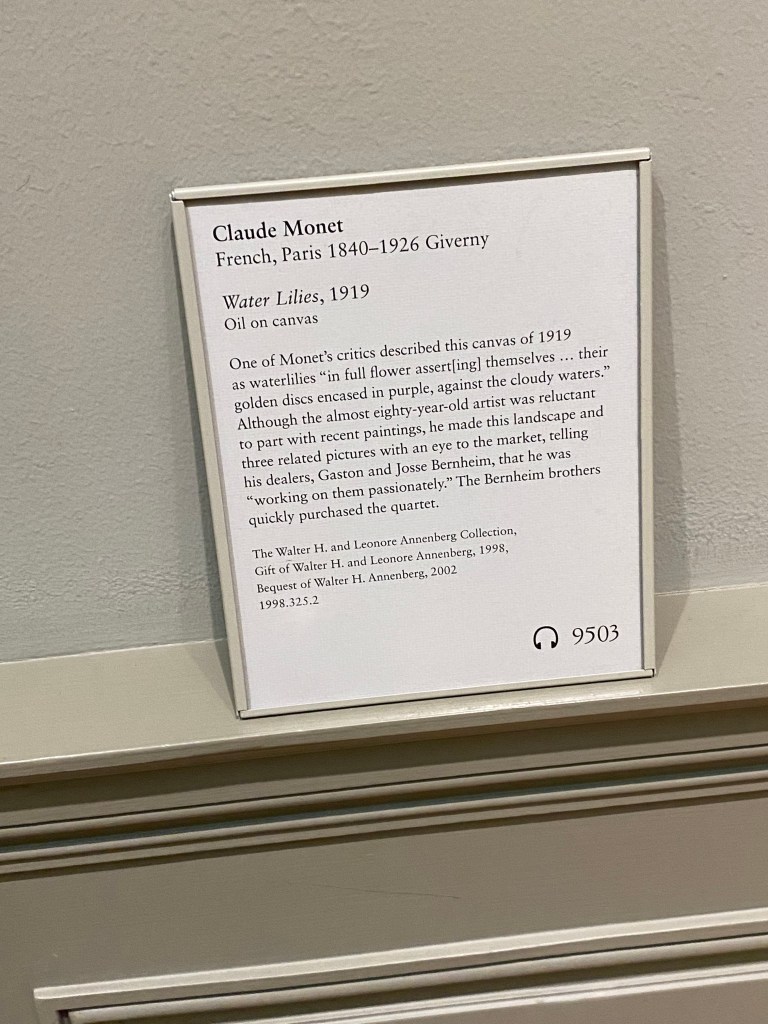 Claude Monet
French, Paris 1840–1926 Giverny
Water Lilies, 1919
Oil on canvas
One of Monet’s critics described this canvas of 1919
as waterlilies “in full flower assert[ing] themselves … their
golden discs encased in purple, against the cloudy waters.”
Although the almost eighty-year-old artist was reluctant
to part with recent paintings, he made this landscape and
three related pictures with an eye to the market, telling
his dealers, Gaston and Josse Bernheim, that he was
“working on them passionately.” The Bernheim brothers
quickly purchased the quartet.
The Walter H. and Leonore Annenberg Collection,
Gift of Walter H. and Leonore Annenberg, 1998,
Bequest of Walter H. Annenberg, 2002
1998.325.2
9503